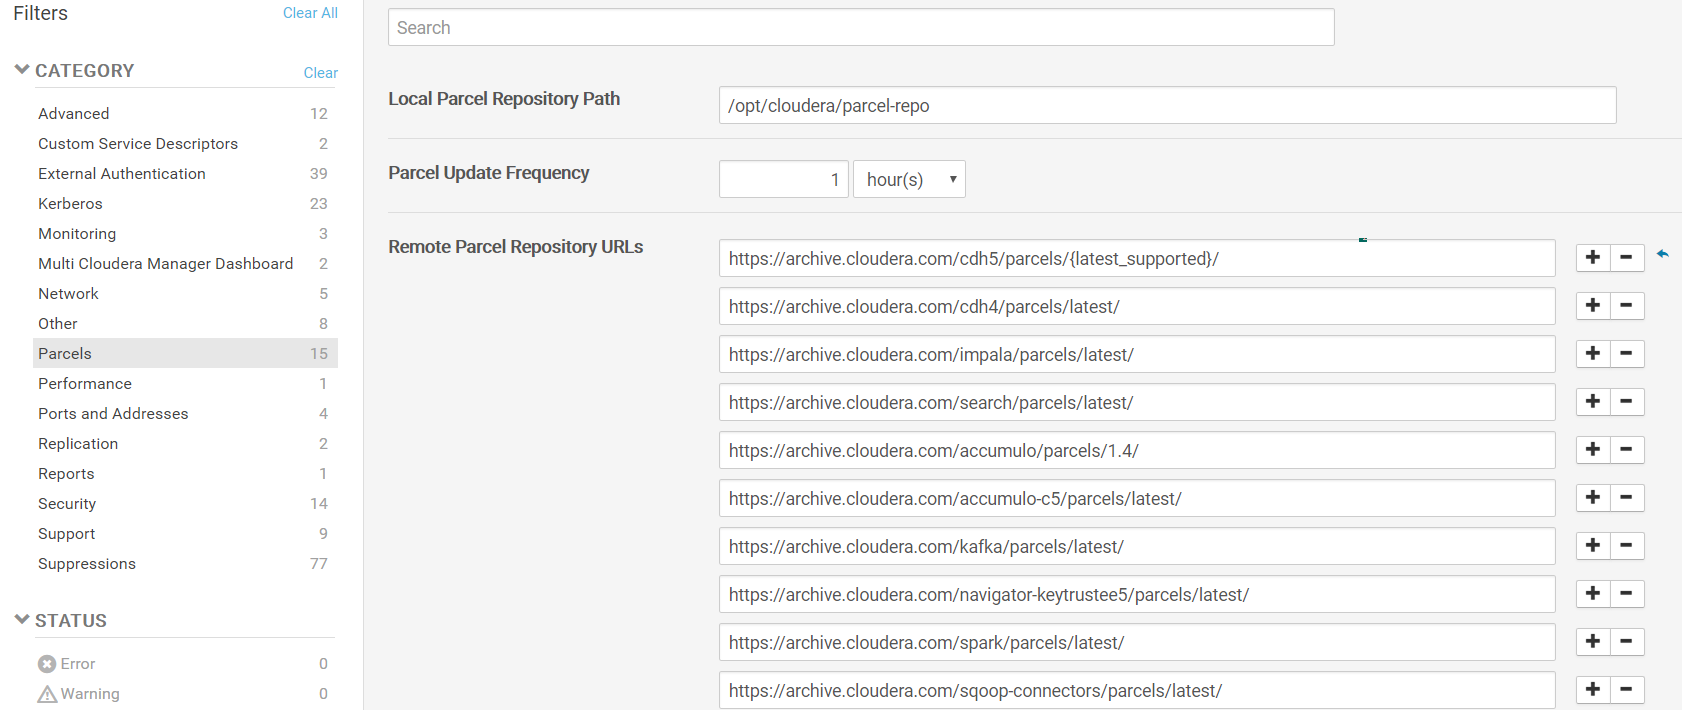 Filters Clear All
CATEGORY Clear
Advanced 12
Custom Service Descriptors 2
External Authentication 39
Kerberos 23
Monitoring 3
Multi Cloudera Manager Dashboard 2
Network 5
Other 8
Parcels 15
Performance 1
Ports and Addresses 4
Replication 2
Reports 1
Security 14
Support 9
Suppressions 77
STATUS
Error 0
Warning 0
Search
Local Parcel Repository Path /opt/cloudera/parcel-repo
Parcel Update Frequency 1 hour(s)
Remote Parcel Repository URLs https://archive.cloudera.com/cdh5/parcels/{latest_supported}/
https://archive.cloudera.com/cdh4/parcels/latest/
https://archive.cloudera.com/impala/parcels/latest/
https://archive.cloudera.com/search/parcels/latest/
https://archive.cloudera.com/accumulo/parcels/1.4/
https://archive.cloudera.com/accumulo-c5/parcels/latest/
https://archive.cloudera.com/kafka/parcels/latest/
https://archive.cloudera.com/navigator-keytrustee5/parcels/latest/
https://archive.cloudera.com/spark/parcels/latest/
https://archive.cloudera.com/sqoop-connectors/parcels/latest/